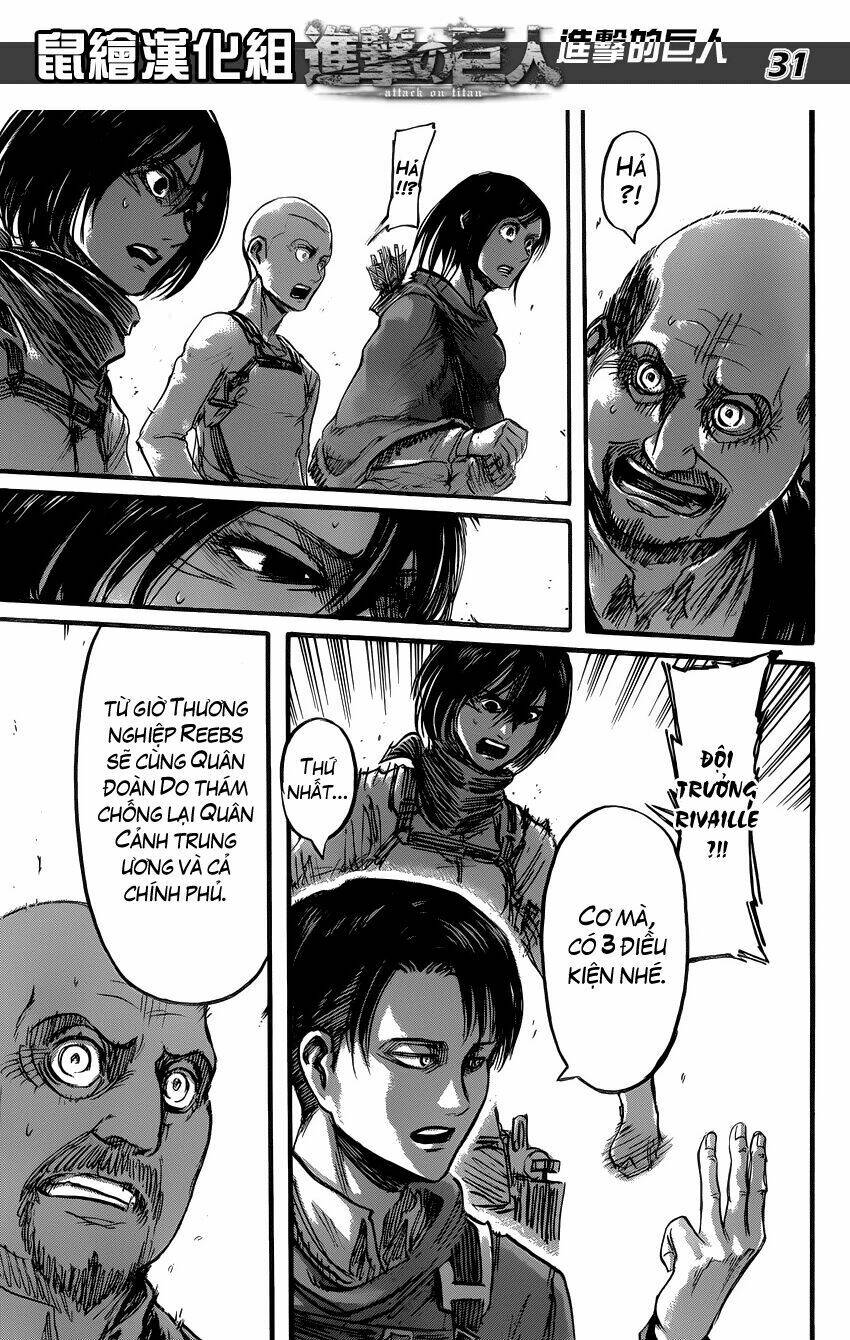 鼠繪漢化組
進撃の巨人
attack on titan
進擊的巨人
31
HẢ
?!
HẢ
!!?
ĐỘI
TRƯỞNG
RIVAILLE
?!!
CƠ MÀ,
CÓ 3 ĐIỀU
KIỆN NHÉ.
THỨ
NHẤT...
TỪ GIỜ THƯƠNG
NGHIỆP REEBS
SẼ CÙNG QUÂN
ĐOÀN DO THÁM
CHỐNG LẠI QUÂN
CẢNH TRUNG
ƯƠNG VÀ CẢ
CHÍNH PHỦ.